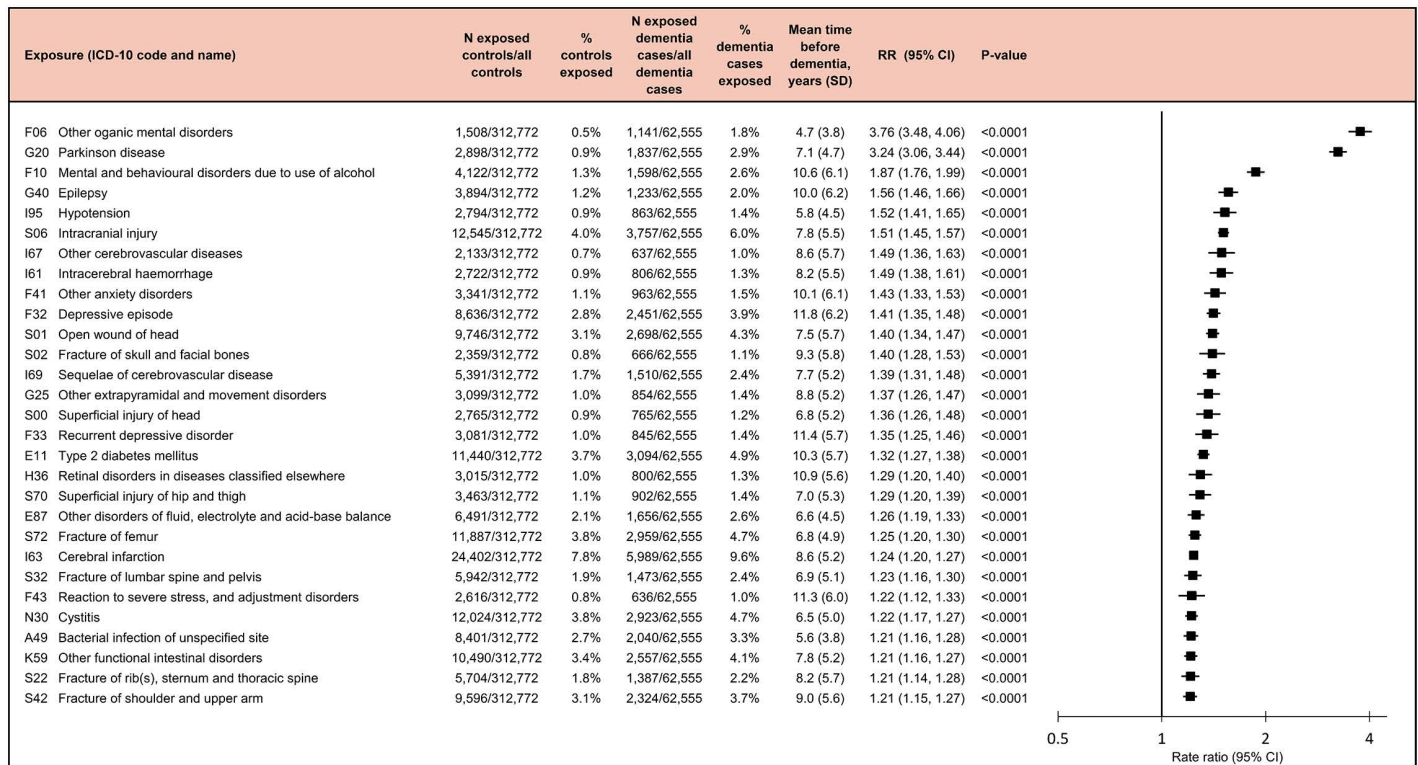 Exposure (ICD-10 code and name) N exposed controls/all controls % controls exposed N exposed dementia cases/all dementia cases % dementia cases exposed Mean time before dementia, years (SD) RR (95% CI) P-value
F06 Other oganic mental disorders 1,508/312,772 0.5% 1,141/62,555 1.8% 4.7 (3.8) 3.76 (3.48, 4.06) <0.0001
G20 Parkinson disease 2,898/312,772 0.9% 1,837/62,555 2.9% 7.1 (4.7) 3.24 (3.06, 3.44) <0.0001
F10 Mental and behavioural disorders due to use of alcohol 4,122/312,772 1.3% 1,598/62,555 2.6% 10.6 (6.1) 1.87 (1.76, 1.99) <0.0001
G40 Epilepsy 3,894/312,772 1.2% 1,233/62,555 2.0% 10.0 (6.2) 1.56 (1.46, 1.66) <0.0001
I95 Hypotension 2,794/312,772 0.9% 863/62,555 1.4% 5.8 (4.5) 1.52 (1.41, 1.65) <0.0001
S06 Intracranial injury 12,545/312,772 4.0% 3,757/62,555 6.0% 7.8 (5.5) 1.51 (1.45, 1.57) <0.0001
I67 Other cerebrovascular diseases 2,133/312,772 0.7% 637/62,555 1.0% 8.6 (5.7) 1.49 (1.36, 1.63) <0.0001
I61 Intracerebral haemorrhage 2,722/312,772 0.9% 806/62,555 1.3% 8.2 (5.5) 1.49 (1.38, 1.61) <0.0001
F41 Other anxiety disorders 3,341/312,772 1.1% 963/62,555 1.5% 10.1 (6.1) 1.43 (1.33, 1.53) <0.0001
F32 Depressive episode 8,636/312,772 2.8% 2,451/62,555 3.9% 11.8 (6.2) 1.41 (1.35, 1.48) <0.0001
S01 Open wound of head 9,746/312,772 3.1% 2,698/62,555 4.3% 7.5 (5.7) 1.40 (1.34, 1.47) <0.0001
S02 Fracture of skull and facial bones 2,359/312,772 0.8% 666/62,555 1.1% 9.3 (5.8) 1.40 (1.28, 1.53) <0.0001
I69 Sequelae of cerebrovascular disease 5,391/312,772 1.7% 1,510/62,555 2.4% 7.7 (5.2) 1.39 (1.31, 1.48) <0.0001
G25 Other extrapyramidal and movement disorders 3,099/312,772 1.0% 854/62,555 1.4% 8.8 (5.2) 1.37 (1.26, 1.47) <0.0001
S00 Superficial injury of head 2,765/312,772 0.9% 765/62,555 1.2% 6.8 (5.2) 1.36 (1.26, 1.48) <0.0001
F33 Recurrent depressive disorder 3,081/312,772 1.0% 845/62,555 1.4% 11.4 (5.7) 1.35 (1.25, 1.46) <0.0001
E11 Type 2 diabetes mellitus 11,440/312,772 3.7% 3,094/62,555 4.9% 10.3 (5.7) 1.32 (1.27, 1.38) <0.0001
H36 Retinal disorders in diseases classified elsewhere 3,015/312,772 1.0% 800/62,555 1.3% 10.9 (5.6) 1.29 (1.20, 1.40) <0.0001
S70 Superficial injury of hip and thigh 3,463/312,772 1.1% 902/62,555 1.4% 7.0 (5.3) 1.29 (1.20, 1.39) <0.0001
E87 Other disorders of fluid, electrolyte and acid-base balance 6,491/312,772 2.1% 1,656/62,555 2.6% 6.6 (4.5) 1.26 (1.19, 1.33) <0.0001
S72 Fracture of femur 11,887/312,772 3.8% 2,959/62,555 4.7% 6.8 (4.9) 1.25 (1.20, 1.30) <0.0001
I63 Cerebral infarction 24,402/312,772 7.8% 5,989/62,555 9.6% 8.6 (5.2) 1.24 (1.20, 1.27) <0.0001
S32 Fracture of lumbar spine and pelvis 5,942/312,772 1.9% 1,473/62,555 2.4% 6.9 (5.1) 1.23 (1.16, 1.30) <0.0001
F43 Reaction to severe stress, and adjustment disorders 2,616/312,772 0.8% 636/62,555 1.0% 11.3 (6.0) 1.22 (1.12, 1.33) <0.0001
N30 Cystitis 12,024/312,772 3.8% 2,923/62,555 4.7% 6.5 (5.0) 1.22 (1.17, 1.27) <0.0001
A49 Bacterial infection of unspecified site 8,401/312,772 2.7% 2,040/62,555 3.3% 5.6 (3.8) 1.21 (1.16, 1.28) <0.0001
K59 Other functional intestinal disorders 10,490/312,772 3.4% 2,557/62,555 4.1% 7.8 (5.2) 1.21 (1.16, 1.27) <0.0001
S22 Fracture of rib(s), sternum and thoracic spine 5,704/312,772 1.8% 1,387/62,555 2.2% 8.2 (5.7) 1.21 (1.14, 1.28) <0.0001
S42 Fracture of shoulder and upper arm 9,596/312,772 3.1% 2,324/62,555 3.7% 9.0 (5.6) 1.21 (1.15, 1.27) <0.0001
0.5 1 2 4
Rate ratio (95% CI)